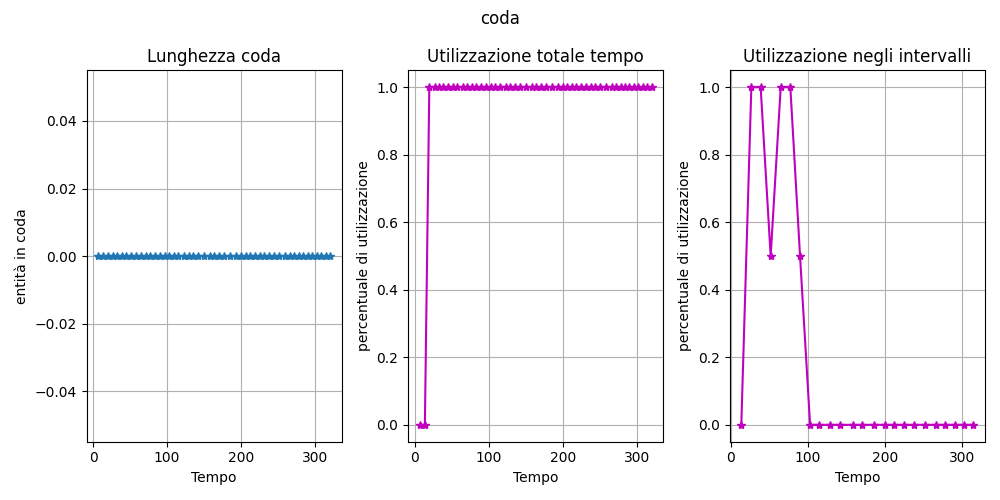 coda
Lunghezza coda
entità in coda
0.04
0.02
0.00
−0.02
−0.04
0
100
200
300
Tempo
Utilizzazione totale tempo
percentuale di utilizzazione
1.0
0.8
0.6
0.4
0.2
0.0
0
100
200
300
Tempo
Utilizzazione negli intervalli
percentuale di utilizzazione
1.0
0.8
0.6
0.4
0.2
0.0
0
100
200
300
Tempo